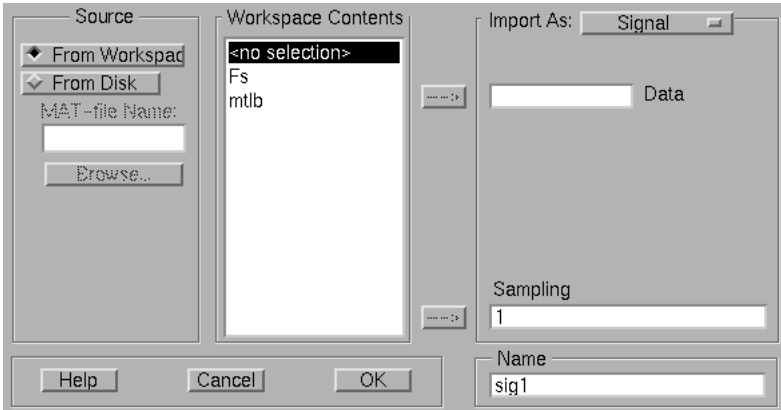 Source
From Workspac
From Disk
MAT-file Name:
Browse...
Workspace Contents
<no selection>
Fs
mtlb
---->
---->
Import As: Signal
Data
Sampling
1
Help
Cancel
OK
Name
sig1